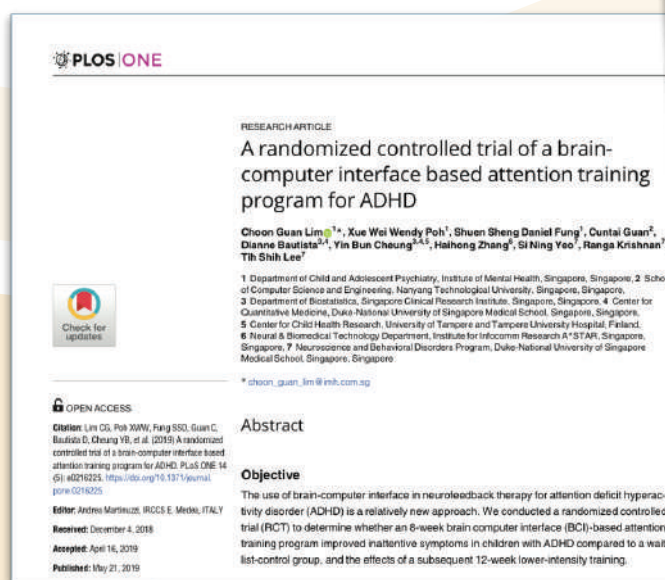 PLOS ONE
RESEARCH ARTICLE
A randomized controlled trial of a brain-
computer interface based attention training
program for ADHD
Choon Guan Lim1*, Xue Wei Wendy Poh1, Shuen Sheng Daniel Fung1, Cuntai Guan2,
Dianne Bautista3,4, Yin Bun Cheung3,4,5, Haihong Zhang6, Si Ning Yeo7, Ranga Krishnan7
Tih Shih Lee7
1 Department of Child and Adolescent Psychiatry, Institute of Mental Health, Singapore, Singapore, 2 Scho
of Computer Science and Engineering, Nanyang Technological University, Singapore, Singapore,
3 Department of Biostatistics, Singapore Clinical Research Institute, Singapore, Singapore, 4 Center for
Quantitative Medicine, Duke-National University of Singapore Medical School, Singapore, Singapore,
5 Center for Child Health Research, University of Tampere and Tampere University Hospital, Finland,
6 Neural & Biomedical Technology Department, Institute for Infocomm Research A*STAR, Singapore,
Singapore, 7 Neuroscience and Behavioral Disorders Program, Duke-National University of Singapore
Medical School, Singapore, Singapore
* choon_guan_lim@imh.com.sg
Check for
updates
OPEN ACCESS
Citation: Lim CG, Poh XWW, Fung SSD, Guan C,
Bautista D, Cheung YB, et al. (2019) A randomized
controlled trial of a brain-computer interface based
attention training program for ADHD. PLoS ONE 14
(5): e0216225. https://doi.org/10.1371/journal.
pone.0216225
Editor: Andrea Martinuzzi, IRCCS E. Medea, ITALY
Received: December 4, 2018
Accepted: April 16, 2019
Published: May 21, 2019
Abstract
Objective
The use of brain-computer interface in neurofeedback therapy for attention deficit hyperac-
tivity disorder (ADHD) is a relatively new approach. We conducted a randomized controlled
trial (RCT) to determine whether an 8-week brain computer interface (BCI)-based attention
training program improved inattentive symptoms in children with ADHD compared to a wait
list-control group, and the effects of a subsequent 12-week lower-intensity training.